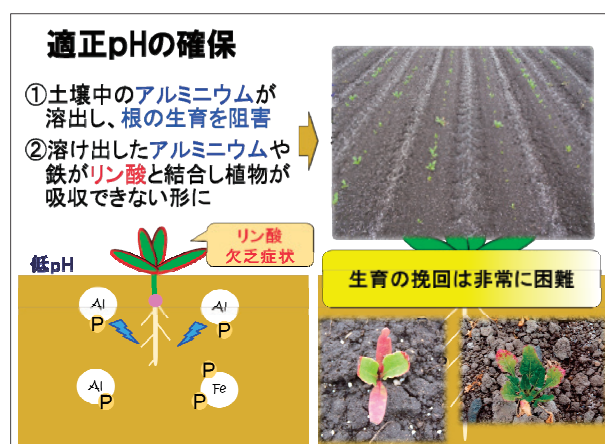 適正pHの確保
①土壌中のアルミニウムが
溶出し、根の生育を阻害
②溶け出したアルミニウムや
鉄がリン酸と結合し植物が
吸収できない形に
リン酸
欠乏症状
低pH
生育の挽回は非常に困難
Al
P
Al
P
Al
P
P
Fe
P